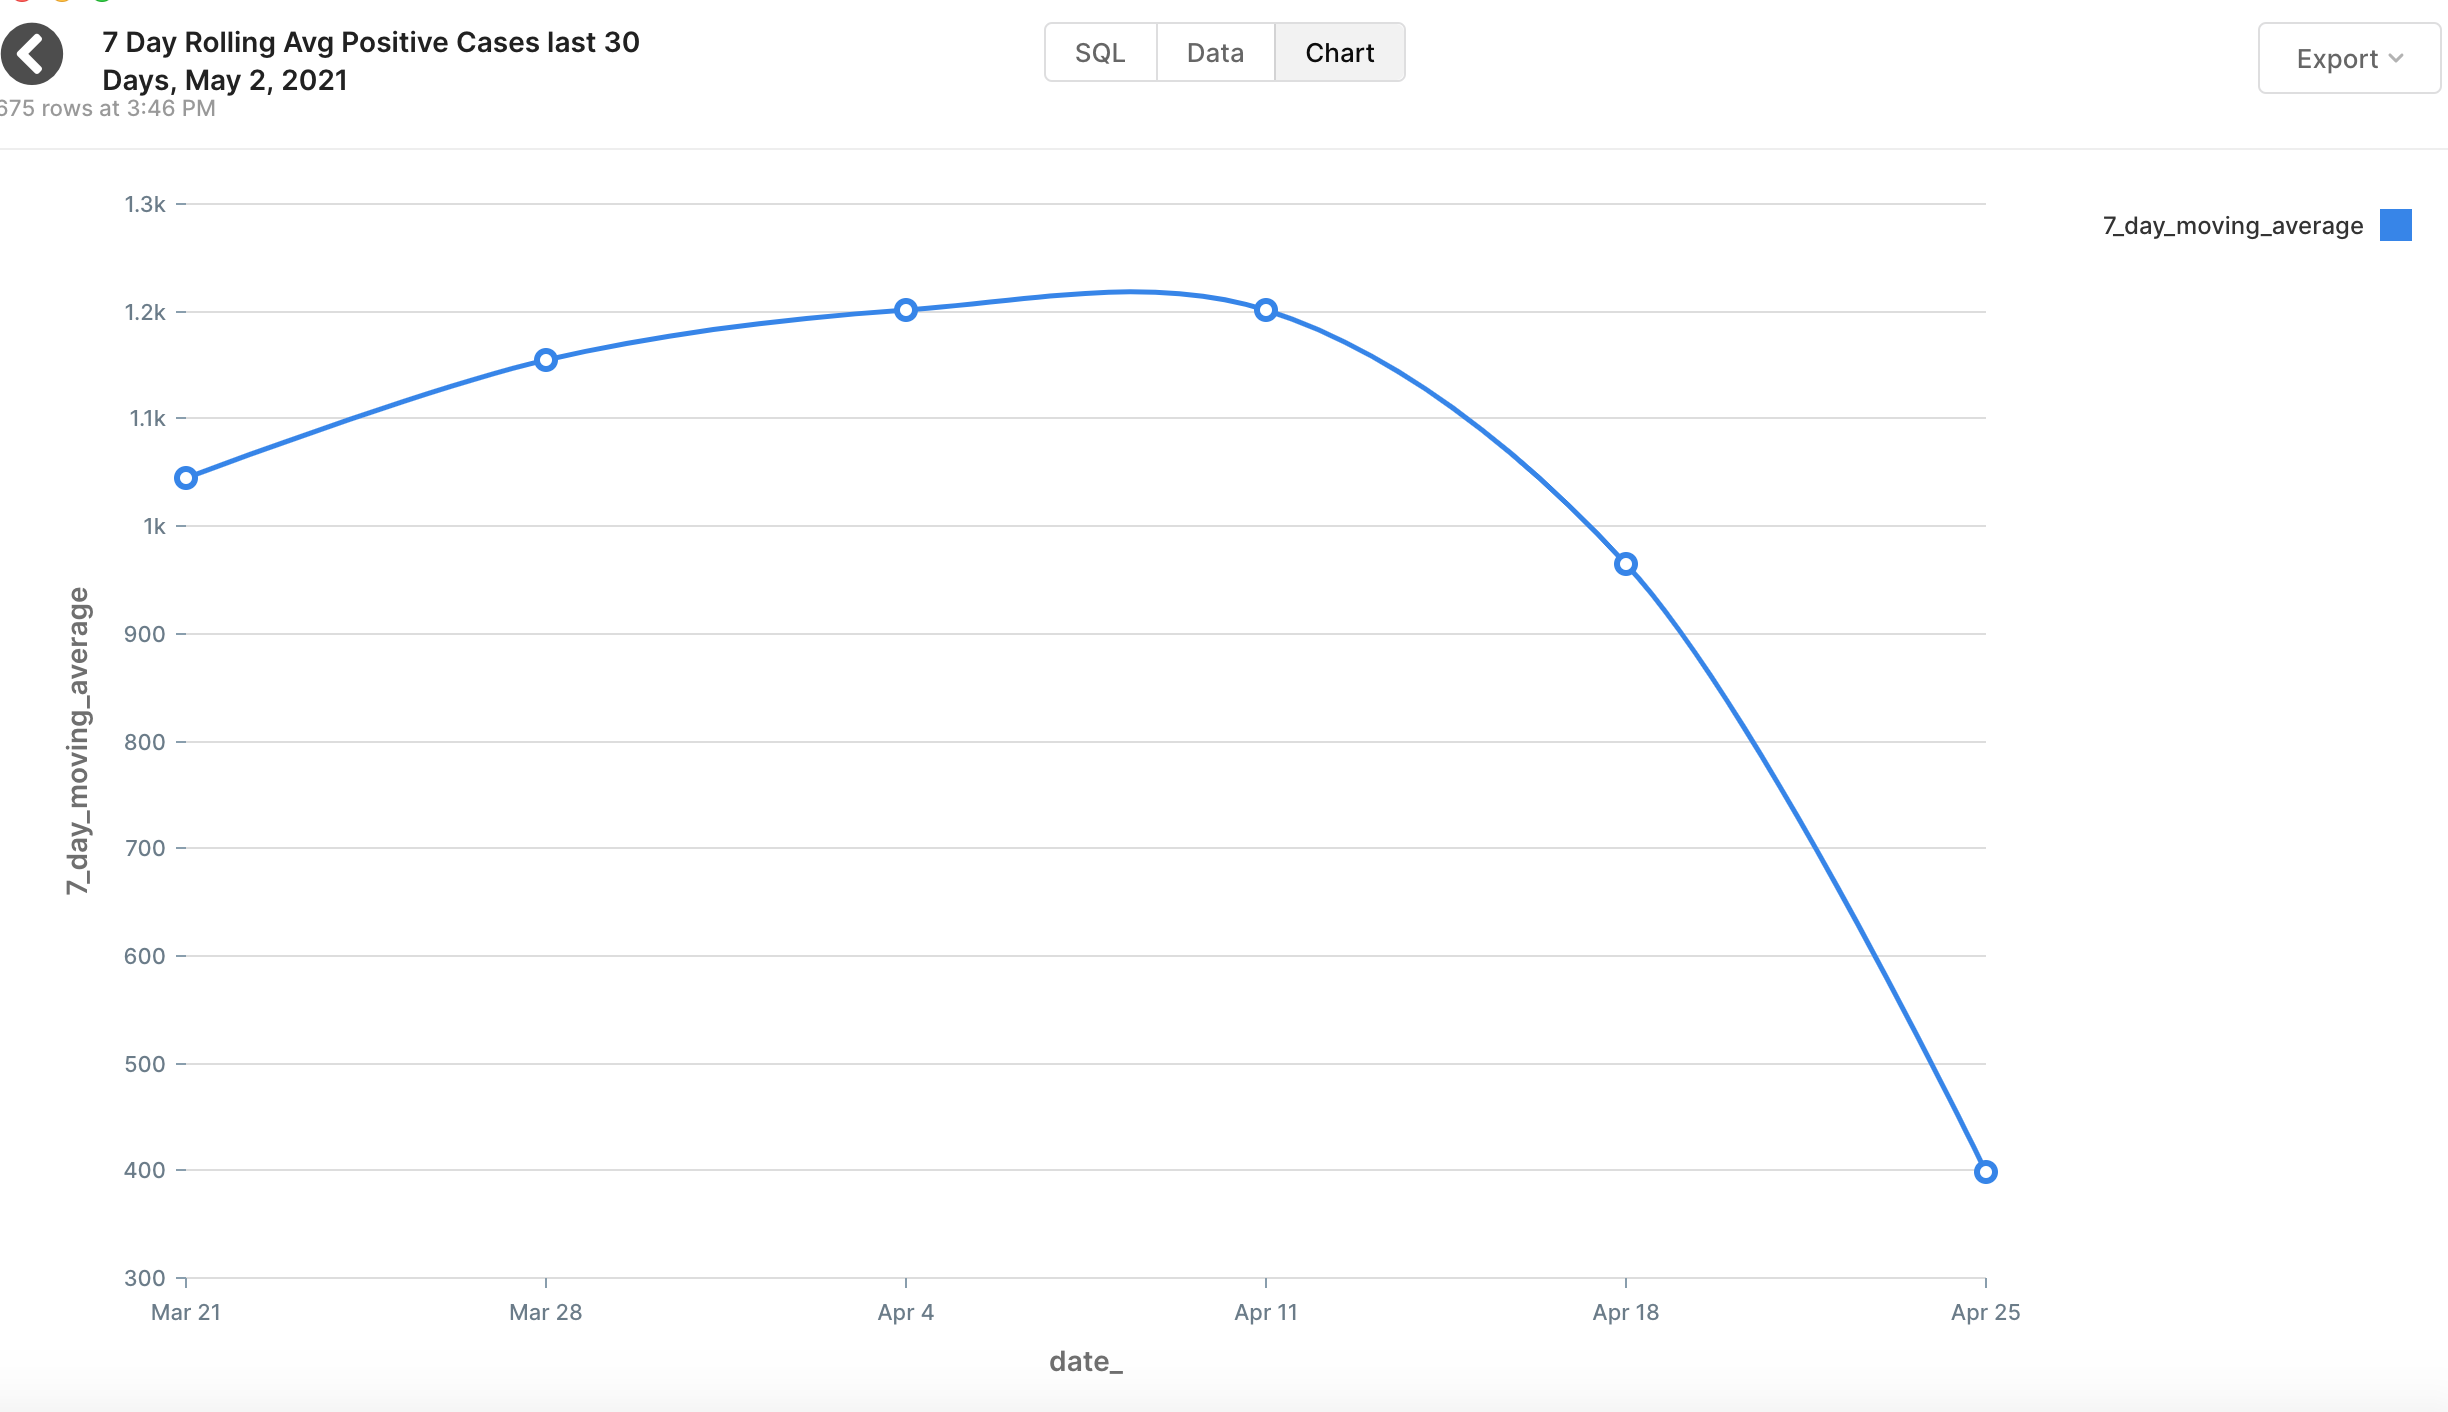 7 Day Rolling Avg Positive Cases last 30
Days, May 2, 2021
675 rows at 3:46 PM
SQL
Data
Chart
Export
7_day_moving_average
1.3k
1.2k
1.1k
1k
900
800
700
600
500
400
300
7_day_moving_average
Mar 21
Mar 28
Apr 4
Apr 11
Apr 18
Apr 25
date_